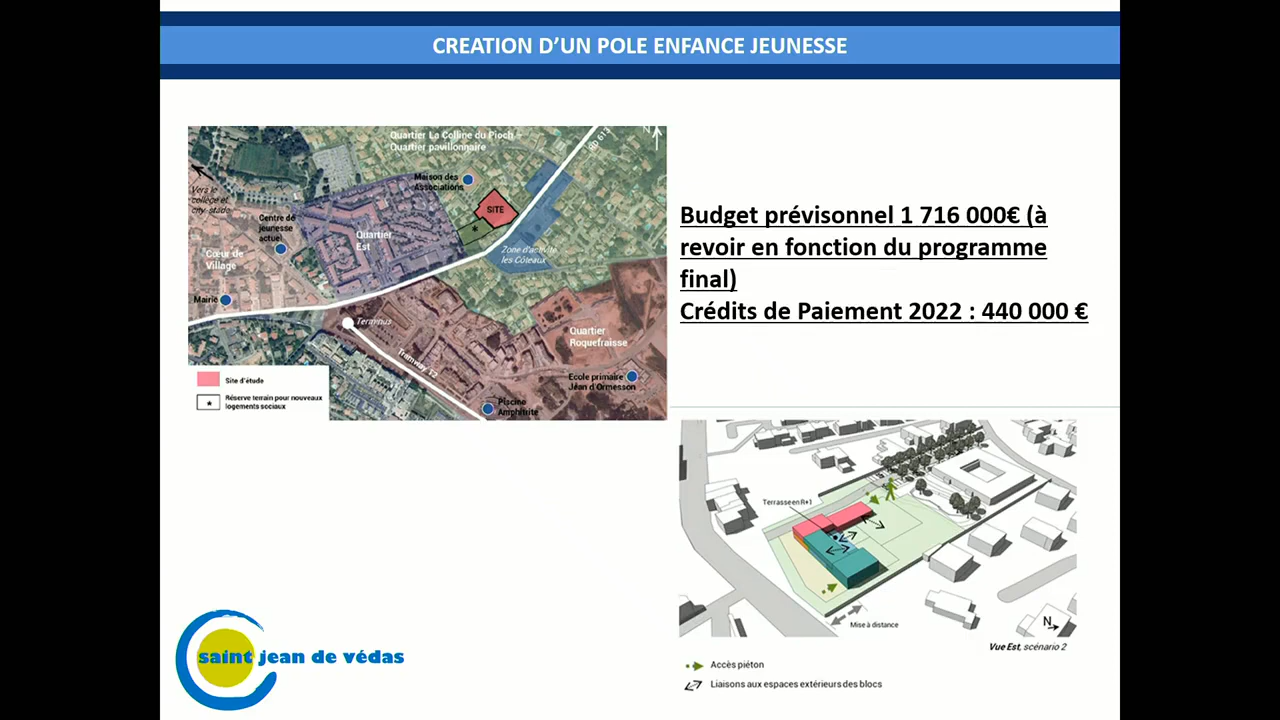 CREATION D'UN POLE ENFANCE JEUNESSE
Quartier La Colline du Pioch
Quartier pavillonnaire
RD 613
N
Maison des
Associations
Vers le
collège et
city-stade
SITE
Centre de
jeunesse
actuel
*
Quartier
Est
Zone d'activité
les Côteaux
Cœur de
Village
Mairie
Terminus
Quartier
Roquefraisse
Tramway T2
Ecole primaire
Jean d'Ormesson
Piscine
Amphitrite
Site d'étude
* Réserve terrain pour nouveaux
logements sociaux
Budget prévisonnel 1 716 000€ (à
revoir en fonction du programme
final)
Crédits de Paiement 2022 : 440 000 €
Terrasse en R+1
Mise à distance
N
Vue Est, scénario 2
Accès piéton
Liaisons aux espaces extérieurs des blocs
saint jean de védas